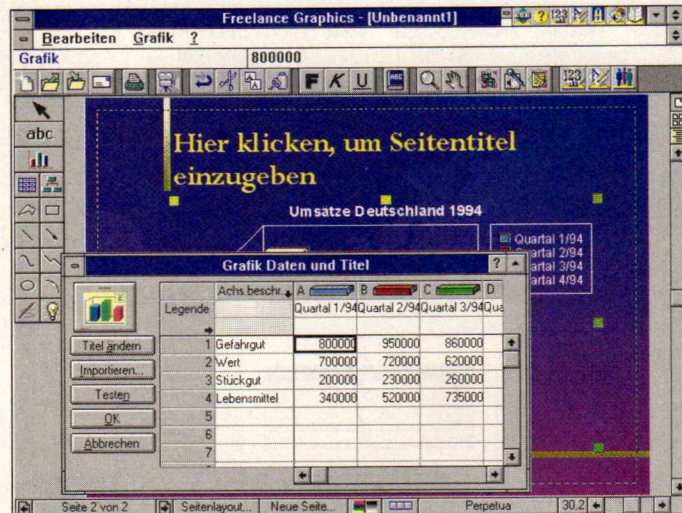 Freelance Graphics - [Unbenannt1]
Bearbeiten Grafik ?
Grafik 800000
F K U
123
abc
Hier klicken, um Seitentitel
einzugeben
Umsätze Deutschland 1994
Quartal 1/94
Quartal 2/94
artal 3/94
artal 4/94
Grafik Daten und Titel ?
Achs beschr. A B C D
Legende Quartal 1/94 Quartal 2/94 Quartal 3/94 Qua
1 Gefahrgut 800000 950000 860000
2 Wert 700000 720000 620000
3 Stückgut 200000 230000 260000
4 Lebensmittel 340000 520000 735000
5
6
7
Titel ändern
Importieren...
Testen
OK
Abbrechen
Seite 2 von 2 Seitenlayout... Neue Seite... Perpetua 30,2